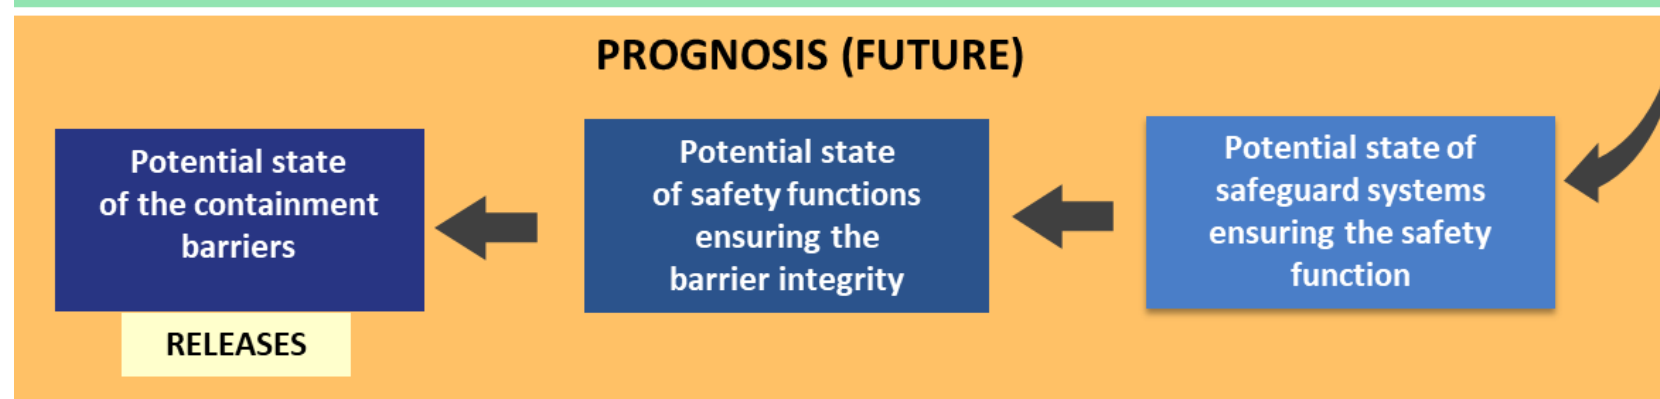 PROGNOSIS (FUTURE)
Potential state
of the containment
barriers
RELEASES
Potential state
of safety functions
ensuring the
barrier integrity
Potential state of
safeguard systems
ensuring the safety
function